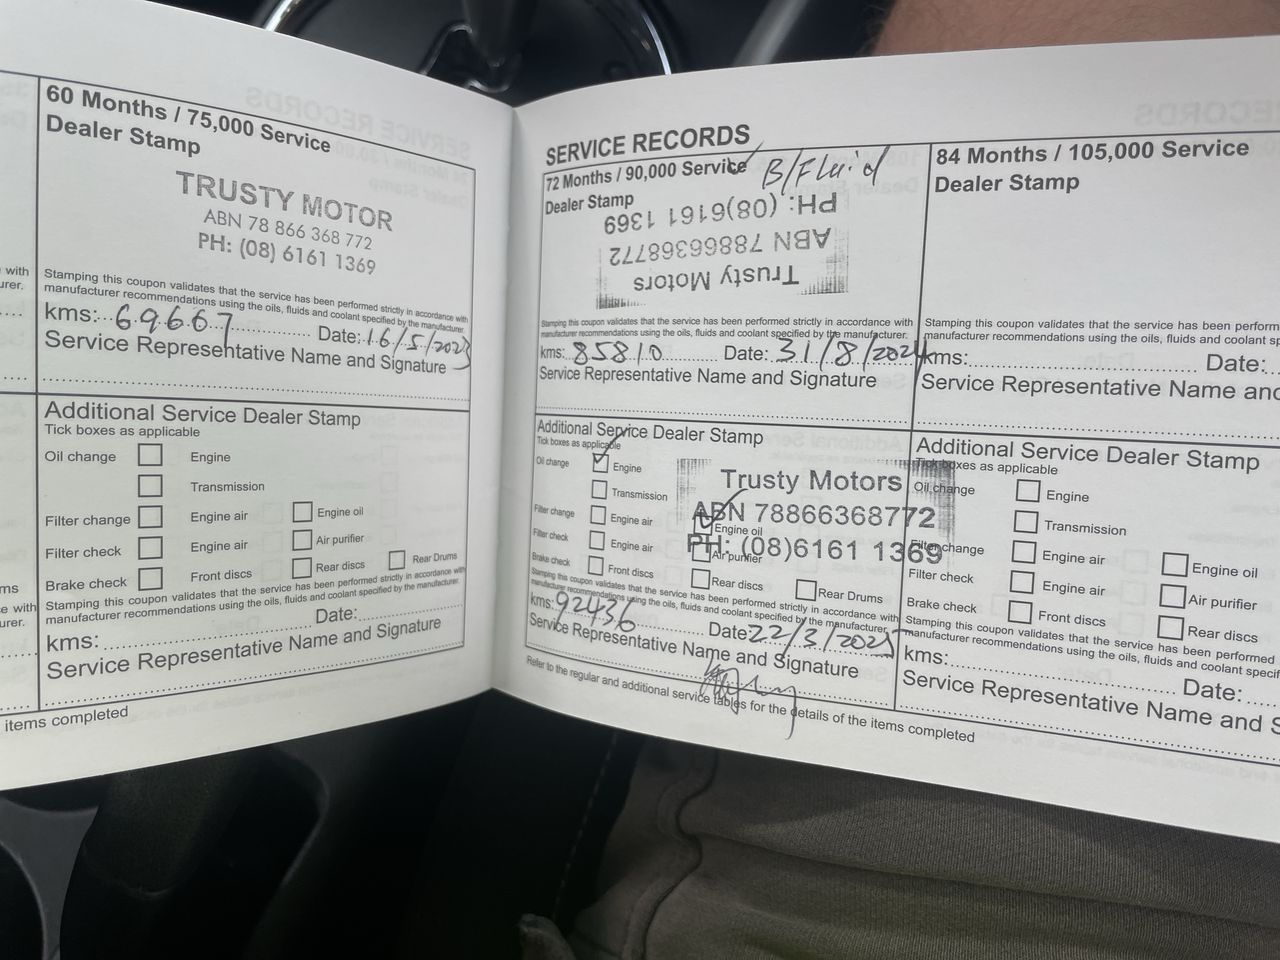 60 Months / 75,000 Service
Dealer Stamp
TRUSTY MOTOR
ABN 78 866 368 772
PH: (08) 6161 1369
Stamping this coupon validates that the service has been performed strictly in accordance with
manufacturer recommendations using the oils, fluids and coolant specified by the manufacturer.
kms: 69667 Date: 16/5/2023
Service Representative Name and Signature
Additional Service Dealer Stamp
Tick boxes as applicable
Oil change Engine
Transmission
Filter change Engine air Engine oil
Filter check Engine air Air purifier
Brake check Front discs Rear discs Rear Drums
Stamping this coupon validates that the service has been performed strictly in accordance with
manufacturer recommendations using the oils, fluids and coolant specified by the manufacturer.
kms: Date:
Service Representative Name and Signature
items completed
with
urer.
ms
e with
urer.
SERVICE RECORDS
72 Months / 90,000 Service B/Fluid
Dealer Stamp
Trusty Motors
ABN 78866368772
PH: (08)6161 1369
Stamping this coupon validates that the service has been performed strictly in accordance with
manufacturer recommendations using the oils, fluids and coolant specified by the manufacturer.
kms: 85810 Date: 31/8/2024
Service Representative Name and Signature
Additional Service Dealer Stamp
Tick boxes as applicable
Oil change Engine
Transmission
Filter change Engine air Engine oil
Filter check Engine air Air purifier
Brake check Front discs Rear discs Rear Drums
Trusty Motors
ABN 78866368772
PH: (08)6161 1369
Stamping this coupon validates that the service has been performed strictly in accordance with
manufacturer recommendations using the oils, fluids and coolant specified by the manufacturer.
kms: 92436 Date: 22/3/2025
Service Representative Name and Signature
Refer to the regular and additional service tables for the details of the items completed
84 Months / 105,000 Service
Dealer Stamp
Stamping this coupon validates that the service has been perform
manufacturer recommendations using the oils, fluids and coolant sp
kms: Date:
Service Representative Name and
Additional Service Dealer Stamp
Tick boxes as applicable
Oil change Engine
Transmission
Filter change Engine air Engine oil
Filter check Engine air Air purifier
Brake check Front discs Rear discs
Stamping this coupon validates that the service has been performed
manufacturer recommendations using the oils, fluids and coolant specif
kms: Date:
Service Representative Name and S